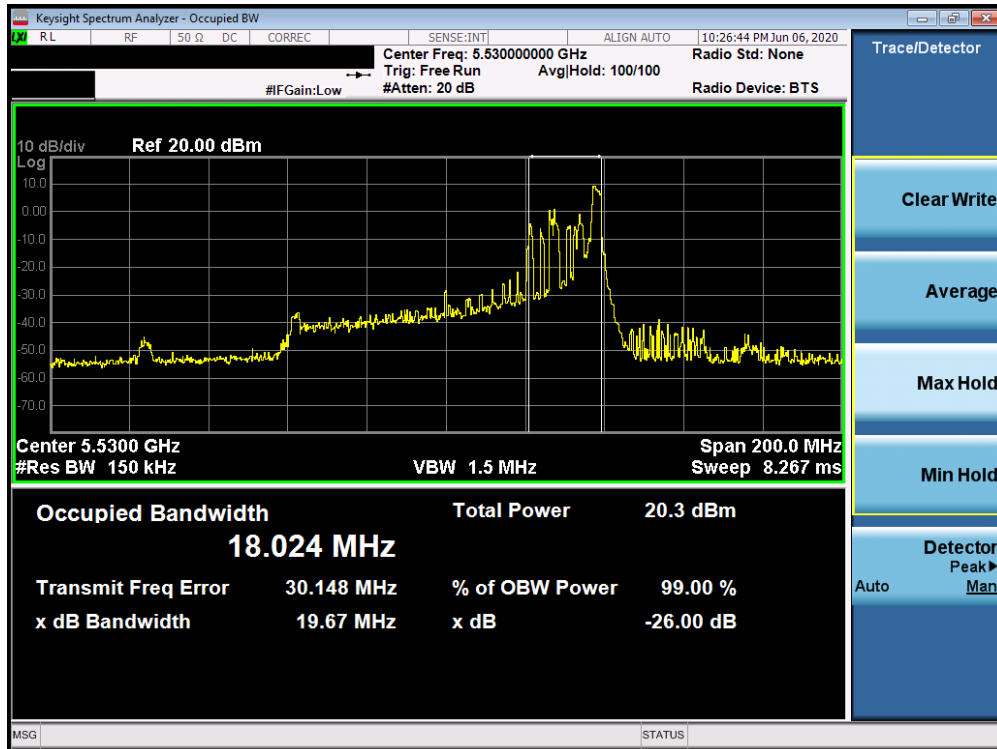 Keysight Spectrum Analyzer - Occupied BW
LXI RL RF 50 Ω DC CORREC SENSE:INT ALIGN AUTO 10:26:44 PM Jun 06, 2020
Center Freq: 5.530000000 GHz Radio Std: None
Trig: Free Run Avg|Hold: 100/100
#IFGain:Low #Atten: 20 dB Radio Device: BTS
10 dB/div Ref 20.00 dBm
Log
10.0
0.00
-10.0
-20.0
-30.0
-40.0
-50.0
-60.0
-70.0
Center 5.5300 GHz Span 200.0 MHz
#Res BW 150 kHz VBW 1.5 MHz Sweep 8.267 ms
Occupied Bandwidth Total Power 20.3 dBm
18.024 MHz
Transmit Freq Error 30.148 MHz % of OBW Power 99.00 %
x dB Bandwidth 19.67 MHz x dB -26.00 dB
MSG STATUS
Trace/Detector
Clear Write
Average
Max Hold
Min Hold
Detector
Peak▶
Auto Man